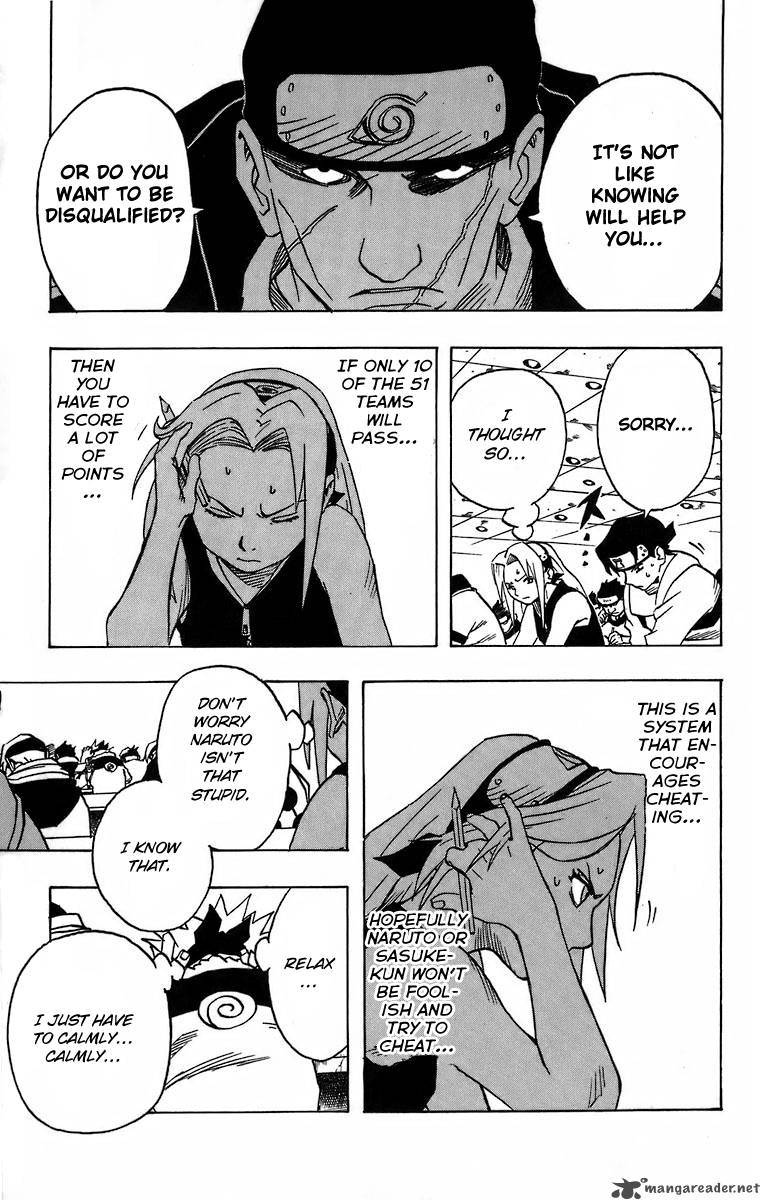 IT'S NOT
LIKE
KNOWING
WILL HELP
YOU...
OR DO YOU
WANT TO BE
DISQUALIFIED?
SORRY...
I
THOUGHT
SO...
IF ONLY 10
OF THE 51
TEAMS
WILL
PASS...
THEN
YOU
HAVE TO
SCORE
A LOT
OF
POINTS
...
THIS IS A
SYSTEM
THAT EN-
COUR-
AGES
CHEAT-
ING...
HOPEFULLY
NARUTO OR
SASUKE-
KUN WON'T
BE FOOL-
ISH AND
TRY TO
CHEAT...
DON'T
WORRY
NARUTO
ISN'T
THAT
STUPID.
I KNOW
THAT.
RELAX
...
I JUST HAVE
TO CALMLY...
CALMLY...
mangareader.net